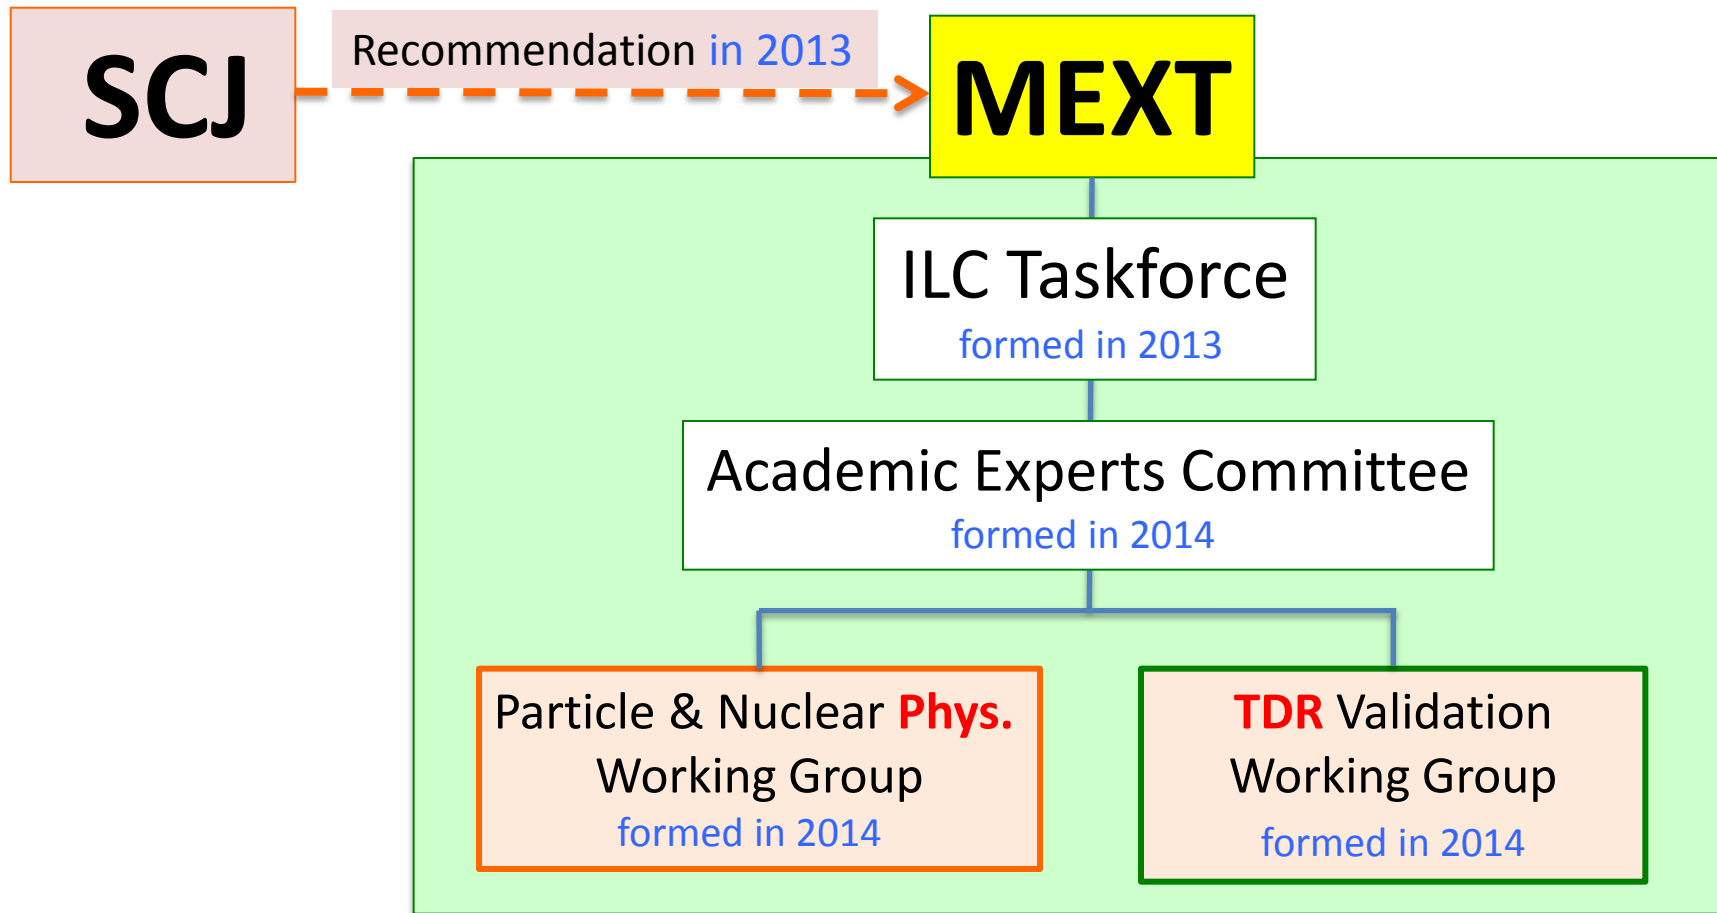 SCJ
Recommendation in 2013
MEXT
ILC Taskforce
formed in 2013
Academic Experts Committee
formed in 2014
Particle & Nuclear Phys.
Working Group
formed in 2014
TDR Validation
Working Group
formed in 2014